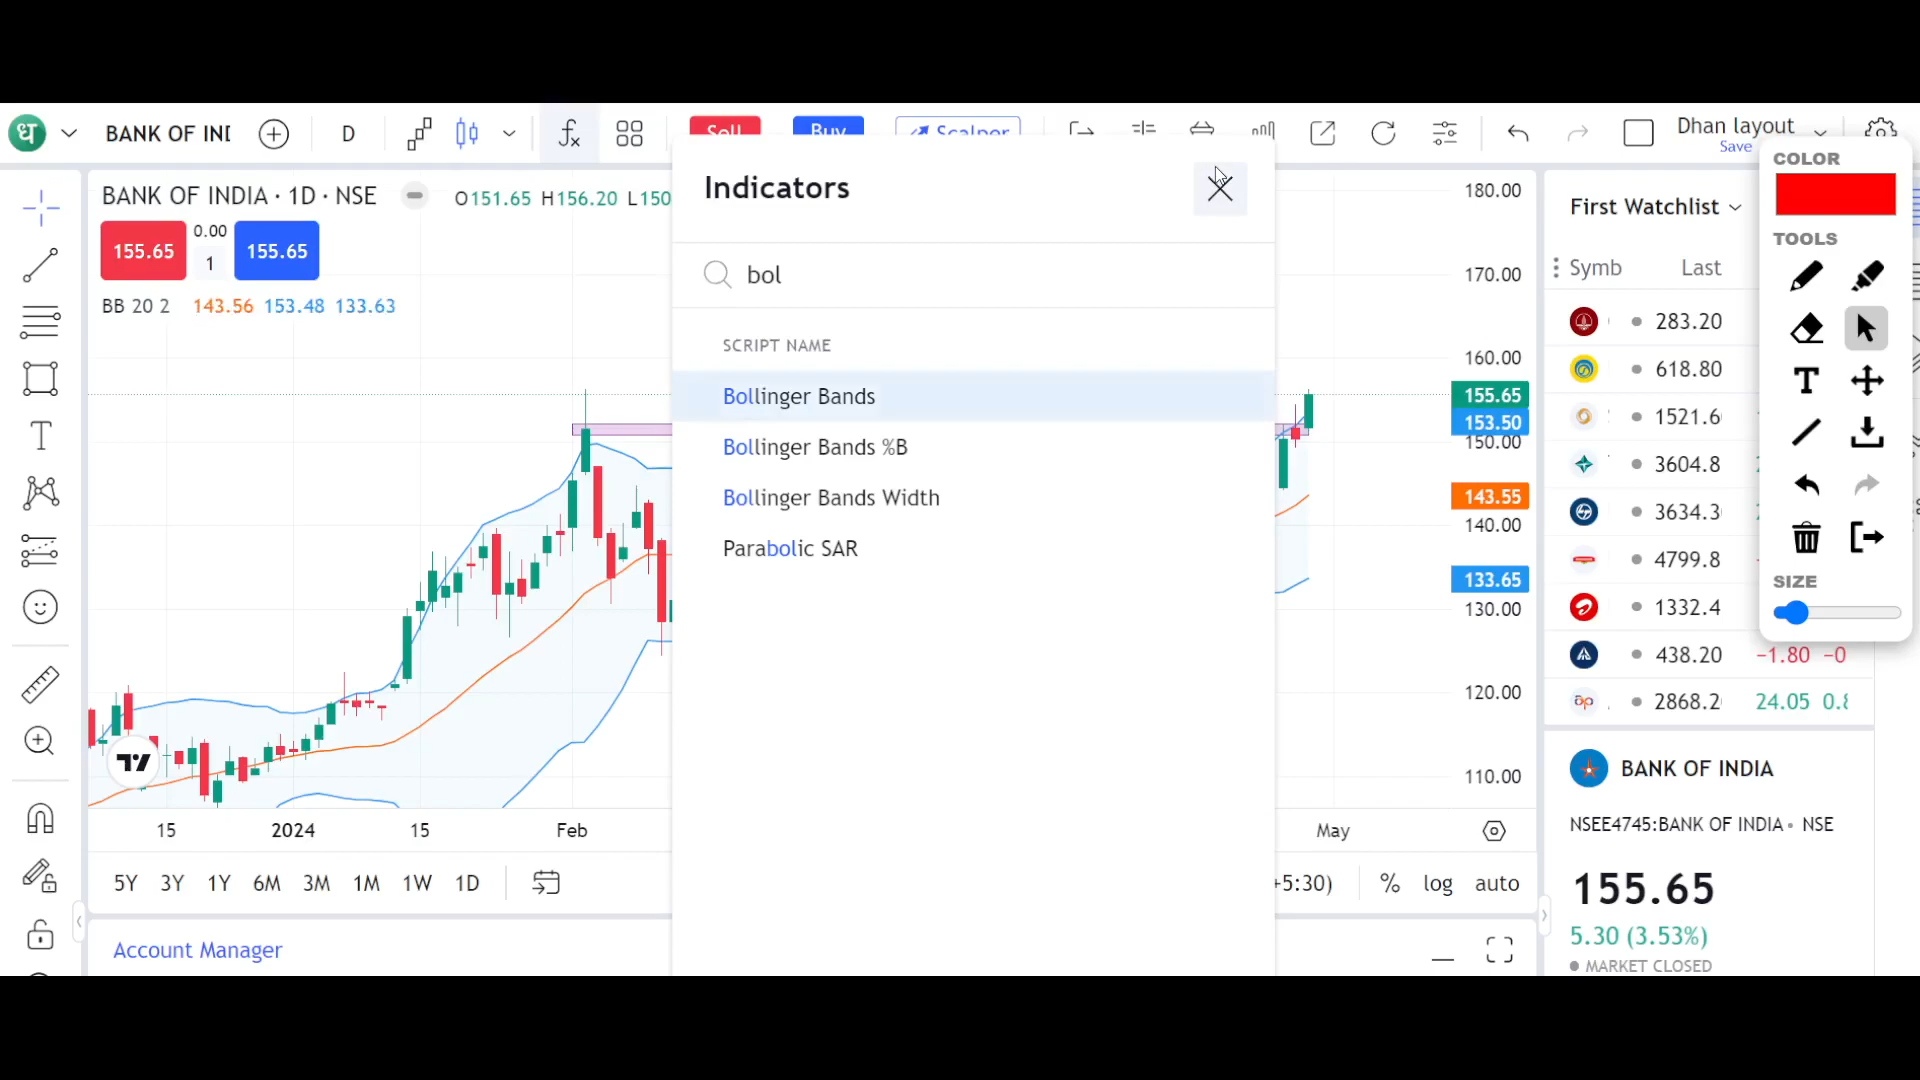 ध BANK OF INI D Sell Buy Scalper Dhan layout
Save
BANK OF INDIA · 1D · NSE O151.65 H156.20 L150
155.65 0.00 1 155.65
BB 20 2 143.56 153.48 133.63
Indicators
bol
SCRIPT NAME
Bollinger Bands
Bollinger Bands %B
Bollinger Bands Width
Parabolic SAR
180.00
170.00
160.00
155.65
153.50
150.00
143.55
140.00
133.65
130.00
120.00
110.00
15 2024 15 Feb May
5Y 3Y 1Y 6M 3M 1M 1W 1D +5:30) % log auto
Account Manager
First Watchlist
Symb Last
283.20
618.80
1521.6
3604.8
3634.3
4799.8
1332.4
438.20 −1.80 −0
2868.2 24.05 0.8
BANK OF INDIA
NSEE4745:BANK OF INDIA • NSE
155.65
5.30 (3.53%)
MARKET CLOSED
COLOR
TOOLS
T
SIZE